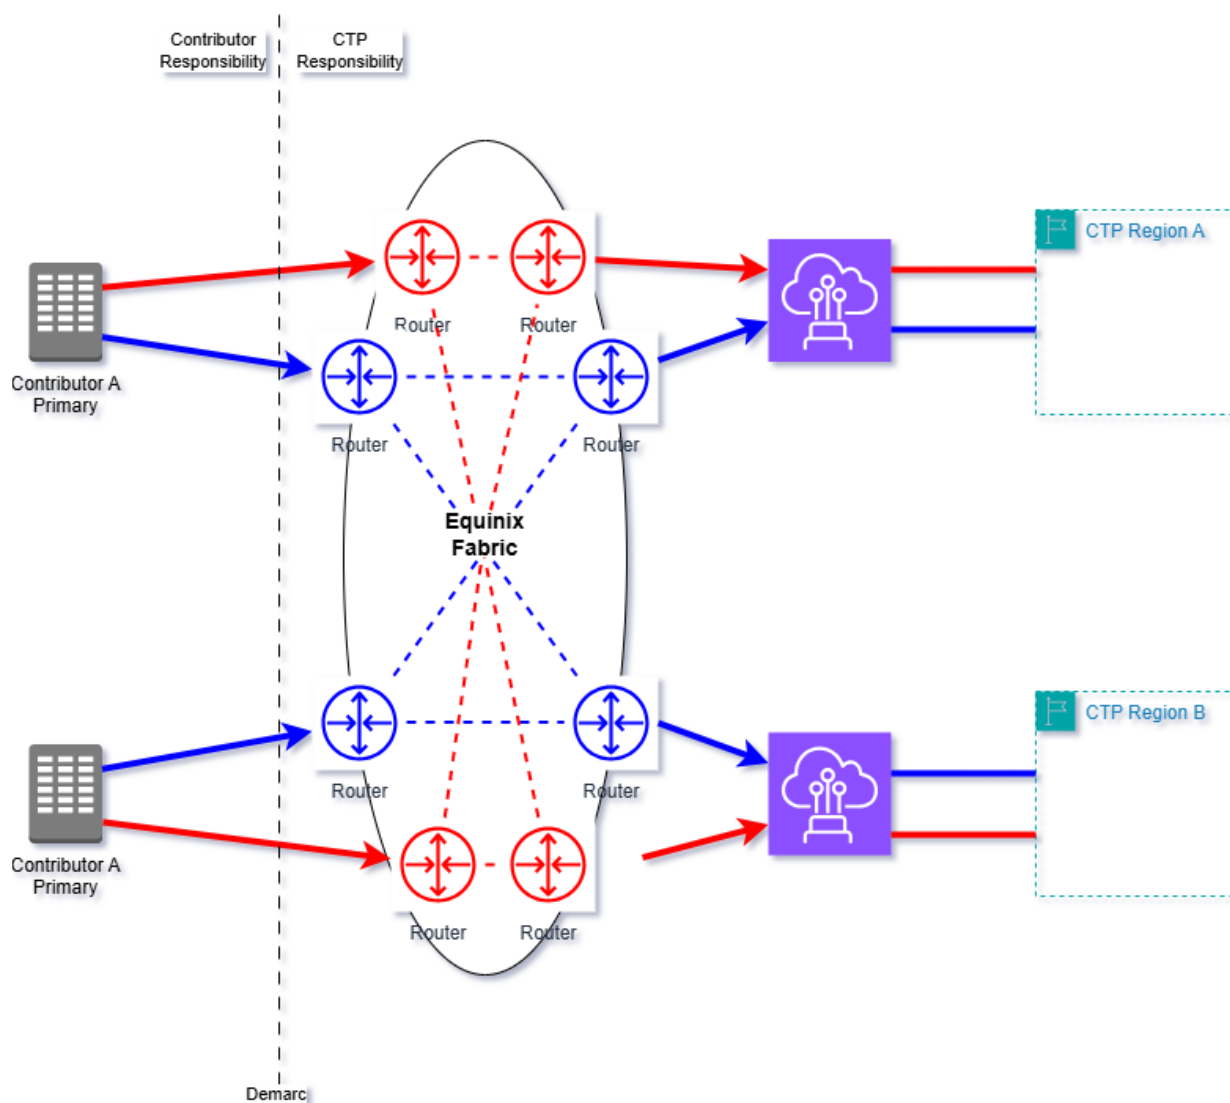 Contributor
Responsibility
CTP
Responsibility
CTP Region A
Router
Router
Contributor A
Primary
Router
Router
Equinix
Fabric
CTP Region B
Router
Router
Contributor A
Primary
Router
Router
Demarc